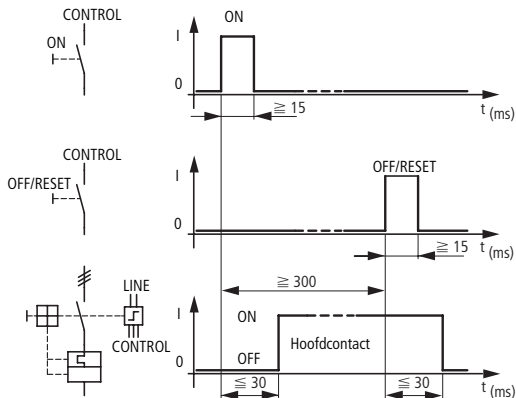 CONTROL
ON
I
ON
0
≧ 15
t (ms)
CONTROL
OFF/RESET
I
OFF/RESET
0
≧ 15
t (ms)
≧ 300
LINE
CONTROL
I
ON
Hoofdcontact
OFF
0
≦ 30
≦ 30
t (ms)